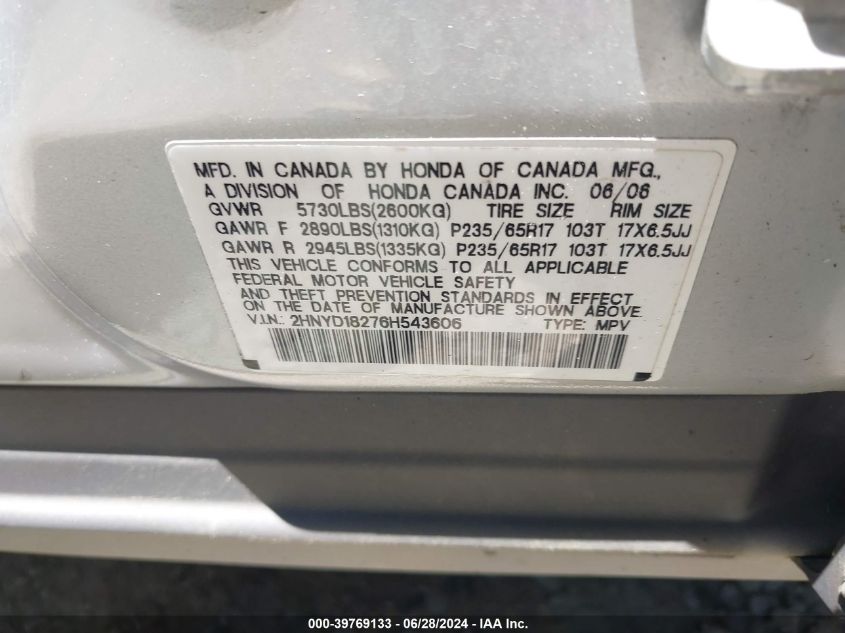 MFD. IN CANADA BY HONDA OF CANADA MFG.,
A DIVISION OF HONDA CANADA INC. 06/06
GVWR 5730LBS(2600KG) TIRE SIZE RIM SIZE
GAWR F 2890LBS(1310KG) P235/65R17 103T 17X6.5JJ
GAWR R 2945LBS(1335KG) P235/65R17 103T 17X6.5JJ
THIS VEHICLE CONFORMS TO ALL APPLICABLE
FEDERAL MOTOR VEHICLE SAFETY
AND THEFT PREVENTION STANDARDS IN EFFECT
ON THE DATE OF MANUFACTURE SHOWN ABOVE.
V.I.N.: 2HNYD18276H543606 TYPE: MPV
000-39769133 - 06/28/2024 - IAA Inc.